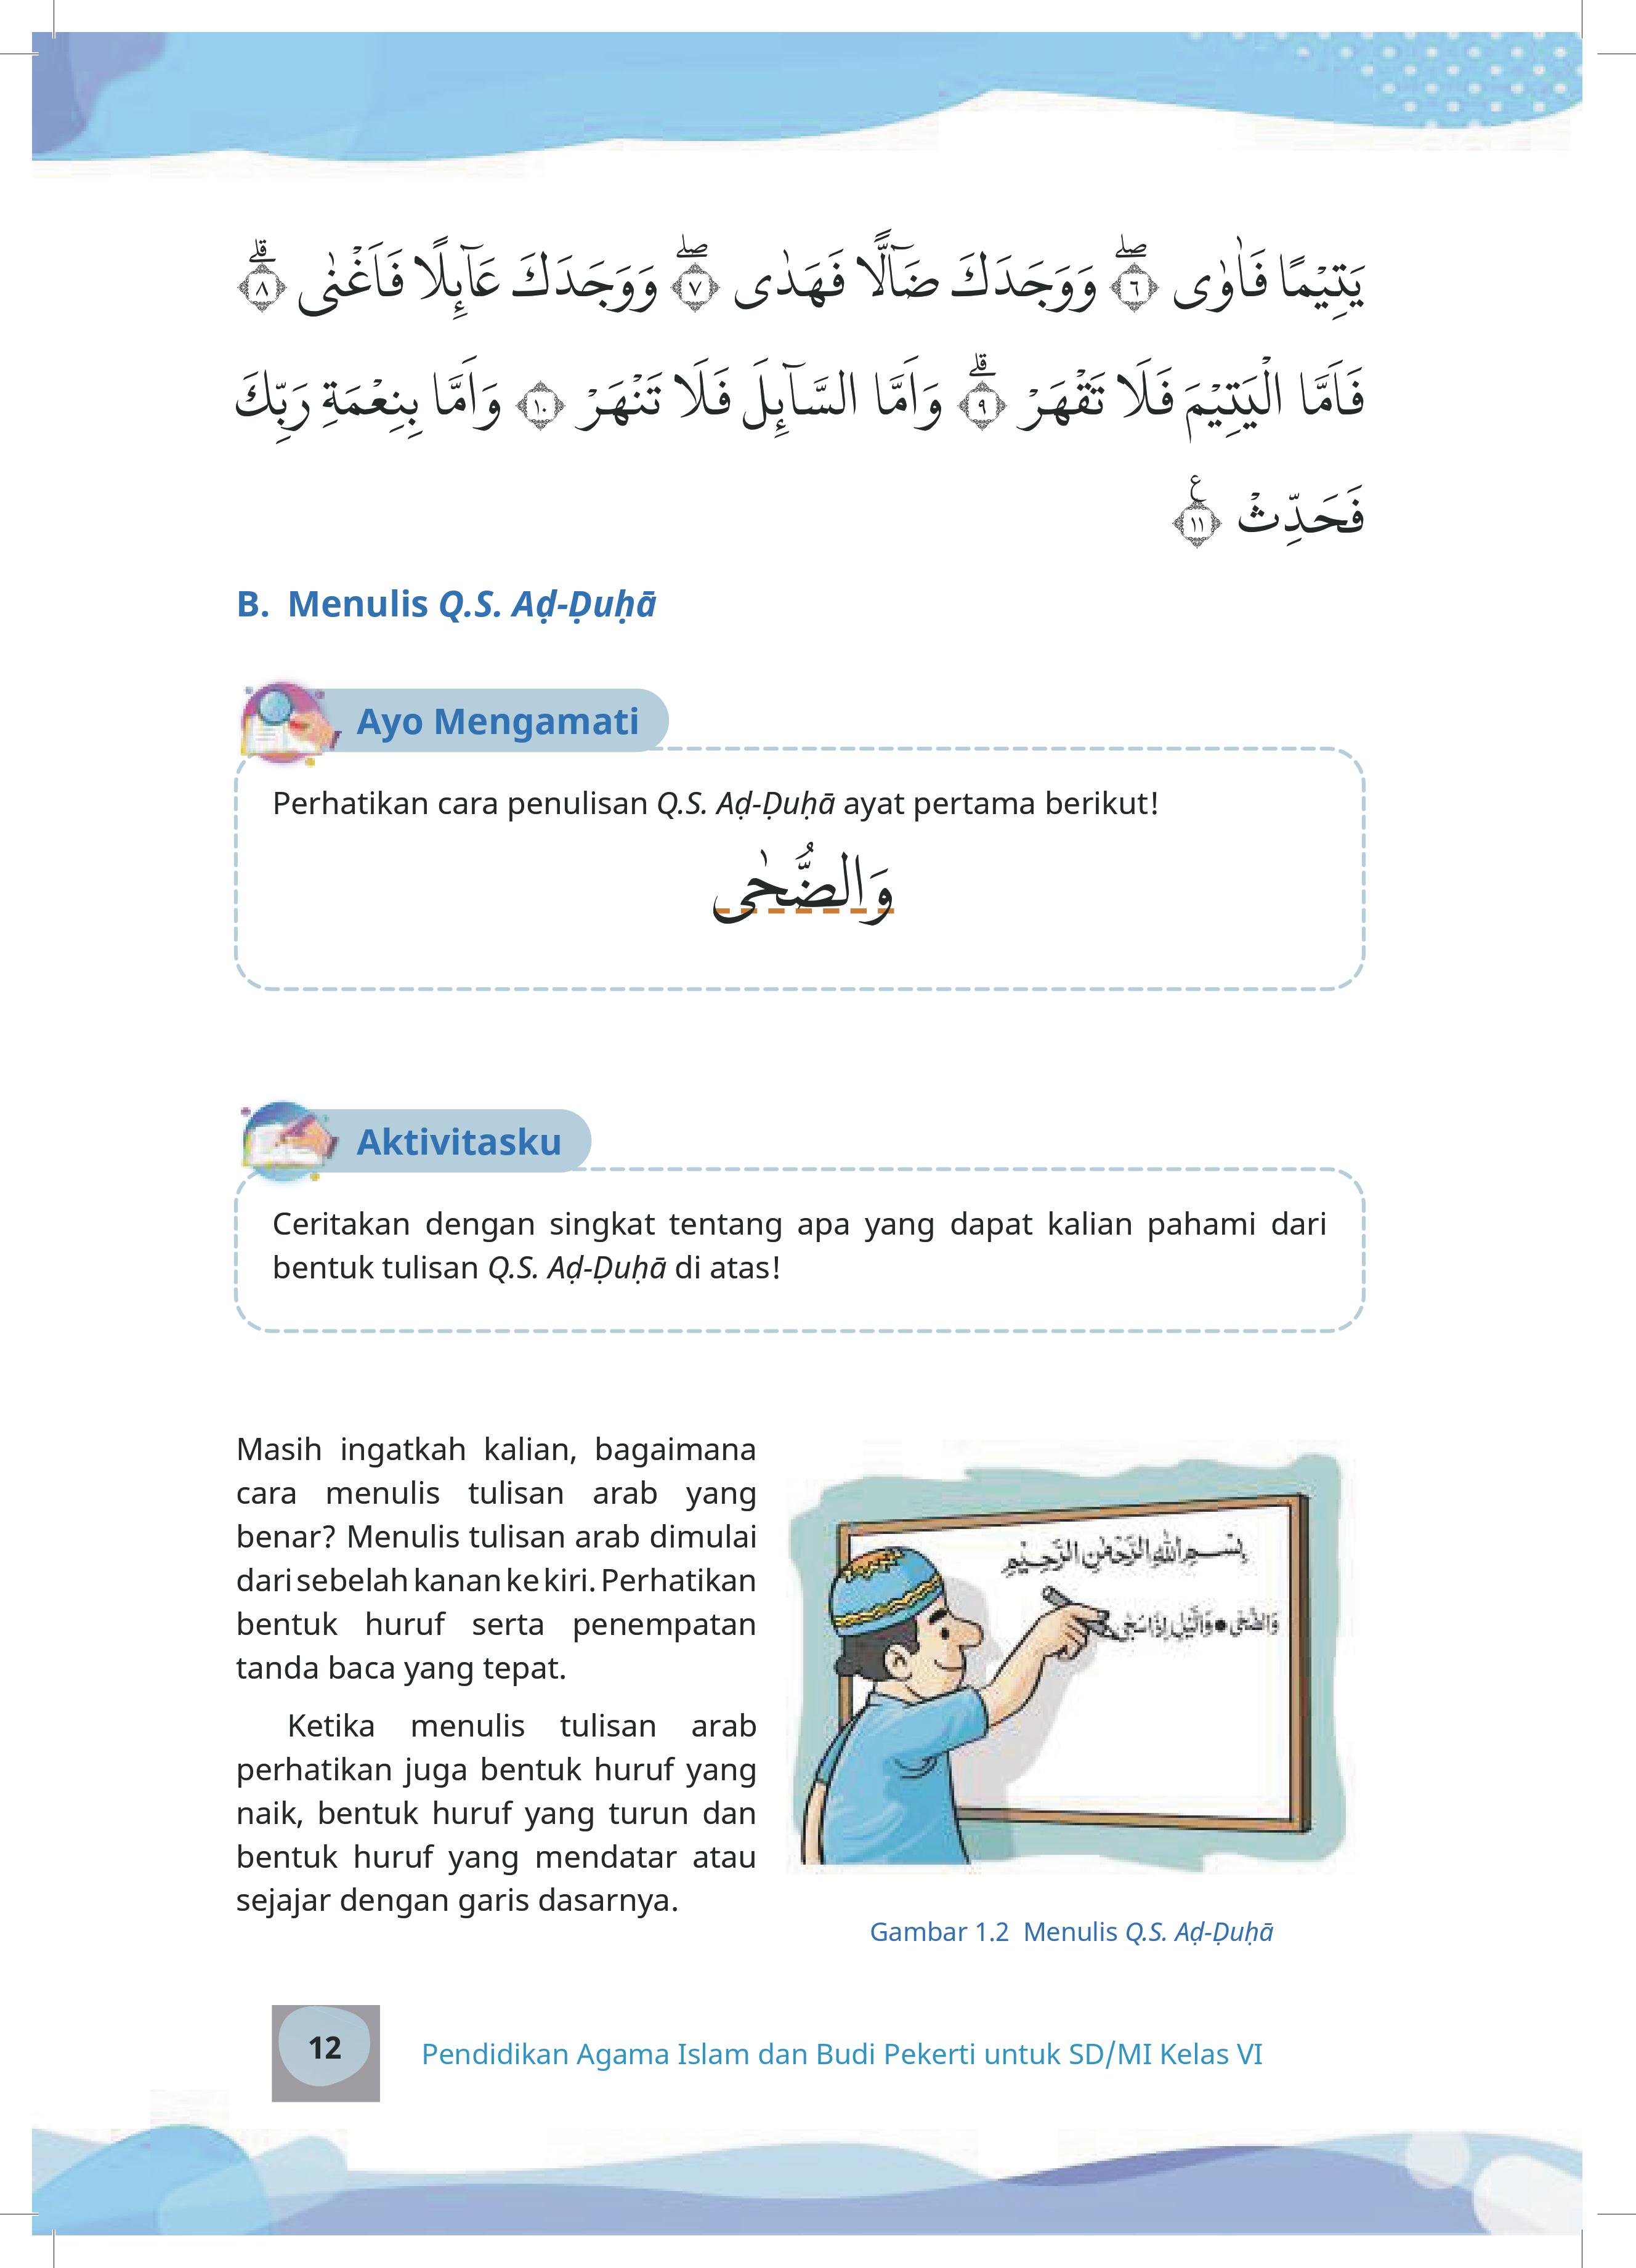 يَتِيْمًا فَاٰوٰى ۖ ٦ وَوَجَدَكَ ضَاۤلًّا فَهَدٰى ۖ ٧ وَوَجَدَكَ عَاۤىِٕلًا فَاَغْنٰى ۗ ٨
فَاَمَّا الْيَتِيْمَ فَلَا تَقْهَرْ ۗ ٩ وَاَمَّا السَّاۤىِٕلَ فَلَا تَنْهَرْ ١٠ وَاَمَّا بِنِعْمَةِ رَبِّكَ
فَحَدِّثْ ࣖ ١١
B. Menulis Q.S. Aḍ-Ḍuḥā
Ayo Mengamati
Perhatikan cara penulisan Q.S. Aḍ-Ḍuḥā ayat pertama berikut!
وَالضُّحٰى
Aktivitasku
Ceritakan dengan singkat tentang apa yang dapat kalian pahami dari
bentuk tulisan Q.S. Aḍ-Ḍuḥā di atas!
Masih ingatkah kalian, bagaimana
cara menulis tulisan arab yang
benar? Menulis tulisan arab dimulai
dari sebelah kanan ke kiri. Perhatikan
bentuk huruf serta penempatan
tanda baca yang tepat.
Ketika menulis tulisan arab
perhatikan juga bentuk huruf yang
naik, bentuk huruf yang turun dan
bentuk huruf yang mendatar atau
sejajar dengan garis dasarnya.
بِسْــمِ اللّٰهِ الرَّحْمٰنِ الرَّحِيْمِ
وَالضُّحٰى ● وَالَّيْلِ اِذَا سَجٰى
Gambar 1.2 Menulis Q.S. Aḍ-Ḍuḥā
12
Pendidikan Agama Islam dan Budi Pekerti untuk SD/MI Kelas VI